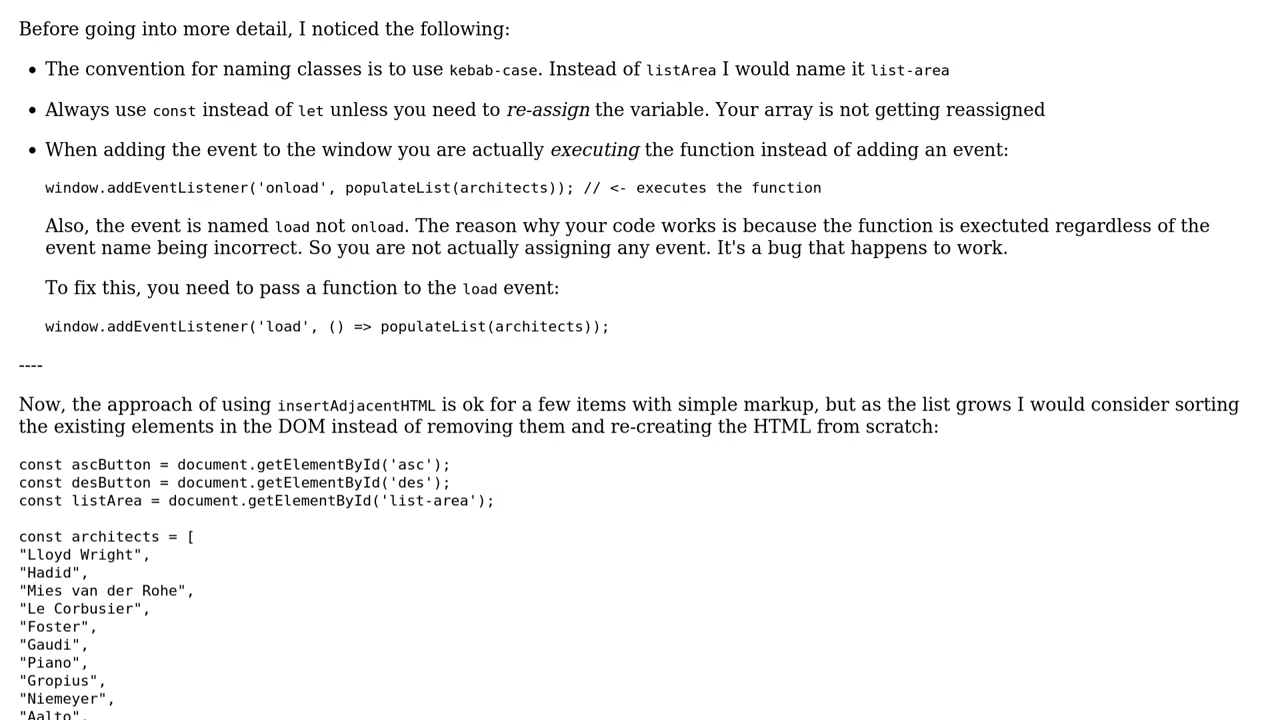 Before going into more detail, I noticed the following:
• The convention for naming classes is to use kebab-case. Instead of listArea I would name it list-area
• Always use const instead of let unless you need to re-assign the variable. Your array is not getting reassigned
• When adding the event to the window you are actually executing the function instead of adding an event:
window.addEventListener('onload', populateList(architects)); // <- executes the function
Also, the event is named load not onload. The reason why your code works is because the function is exectuted regardless of the
event name being incorrect. So you are not actually assigning any event. It's a bug that happens to work.
To fix this, you need to pass a function to the load event:
window.addEventListener('load', () => populateList(architects));
----
Now, the approach of using insertAdjacentHTML is ok for a few items with simple markup, but as the list grows I would consider sorting
the existing elements in the DOM instead of removing them and re-creating the HTML from scratch:
const ascButton = document.getElementById('asc');
const desButton = document.getElementById('des');
const listArea = document.getElementById('list-area');
const architects = [
"Lloyd Wright",
"Hadid",
"Mies van der Rohe",
"Le Corbusier",
"Foster",
"Gaudi",
"Piano",
"Gropius",
"Niemeyer",
"Aalto",